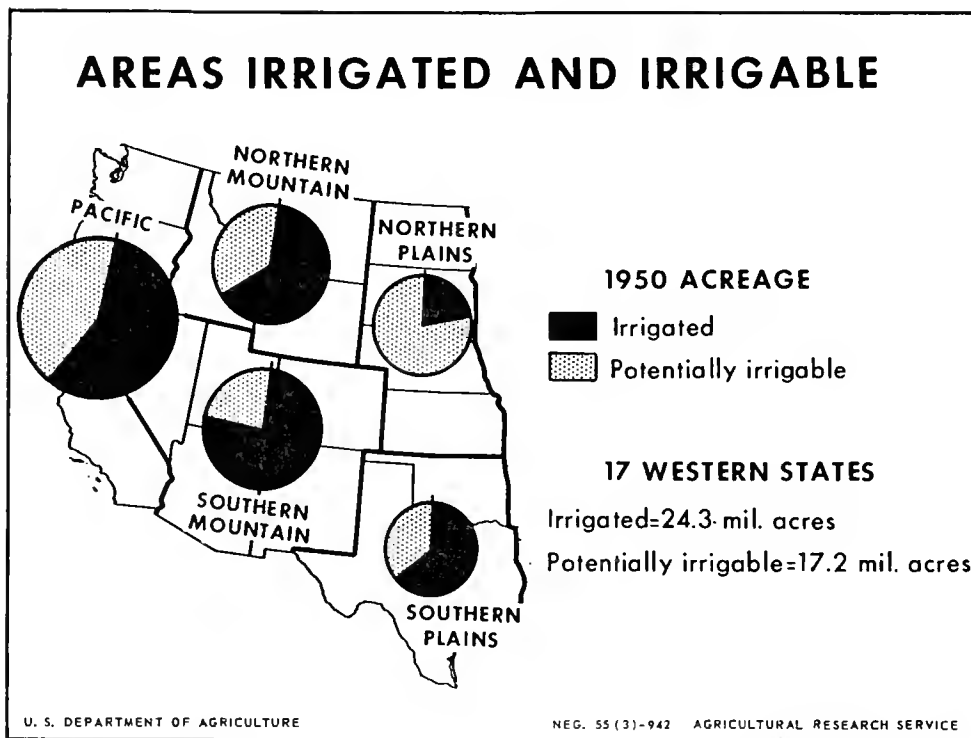 AREAS IRRIGATED AND IRRIGABLE
NORTHERN
MOUNTAIN
PACIFIC
NORTHERN
PLAINS
1950 ACREAGE
Irrigated
Potentially irrigable
17 WESTERN STATES
SOUTHERN
MOUNTAIN
Irrigated=24.3 mil. acres
Potentially irrigable=17.2 mil. acres
SOUTHERN
PLAINS
U. S. DEPARTMENT OF AGRICULTURE
NEG. 55 (3)-942 AGRICULTURAL RESEARCH SERVICE